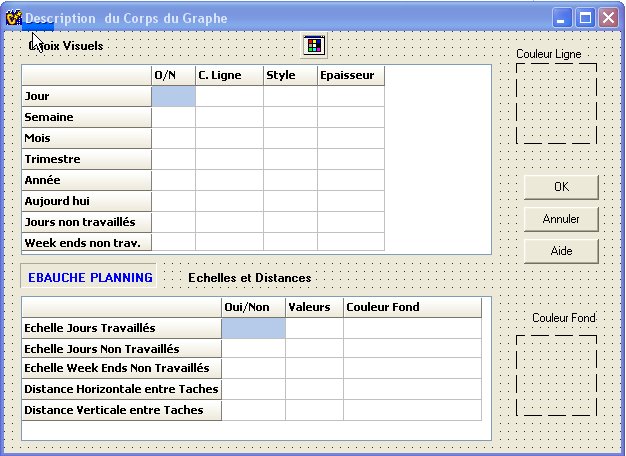 Description du Corps du Graphe
Choix Visuels
Couleur Ligne
O/N C. Ligne Style Epaisseur
Jour
Semaine
Mois
Trimestre
Année
Aujourd hui
Jours non travaillés
Week ends non trav.
OK
Annuler
Aide
EBAUCHE PLANNING Echelles et Distances
Oui/Non Valeurs Couleur Fond
Echelle Jours Travaillés
Echelle Jours Non Travaillés
Echelle Week Ends Non Travaillés
Distance Horizontale entre Taches
Distance Verticale entre Taches
Couleur Fond